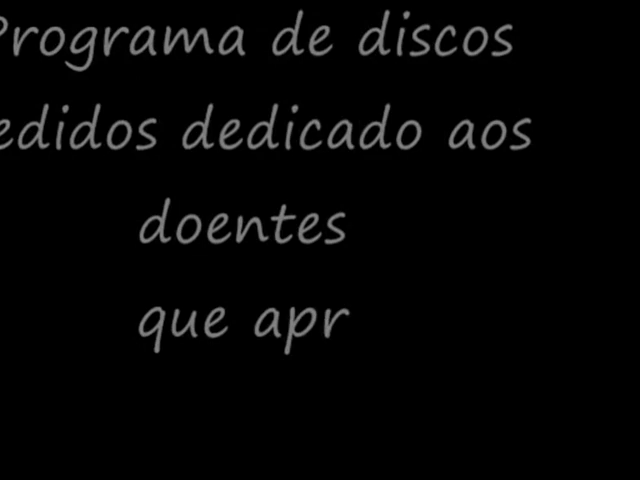 Programa de discos
edidos dedicado aos
doentes
que apr